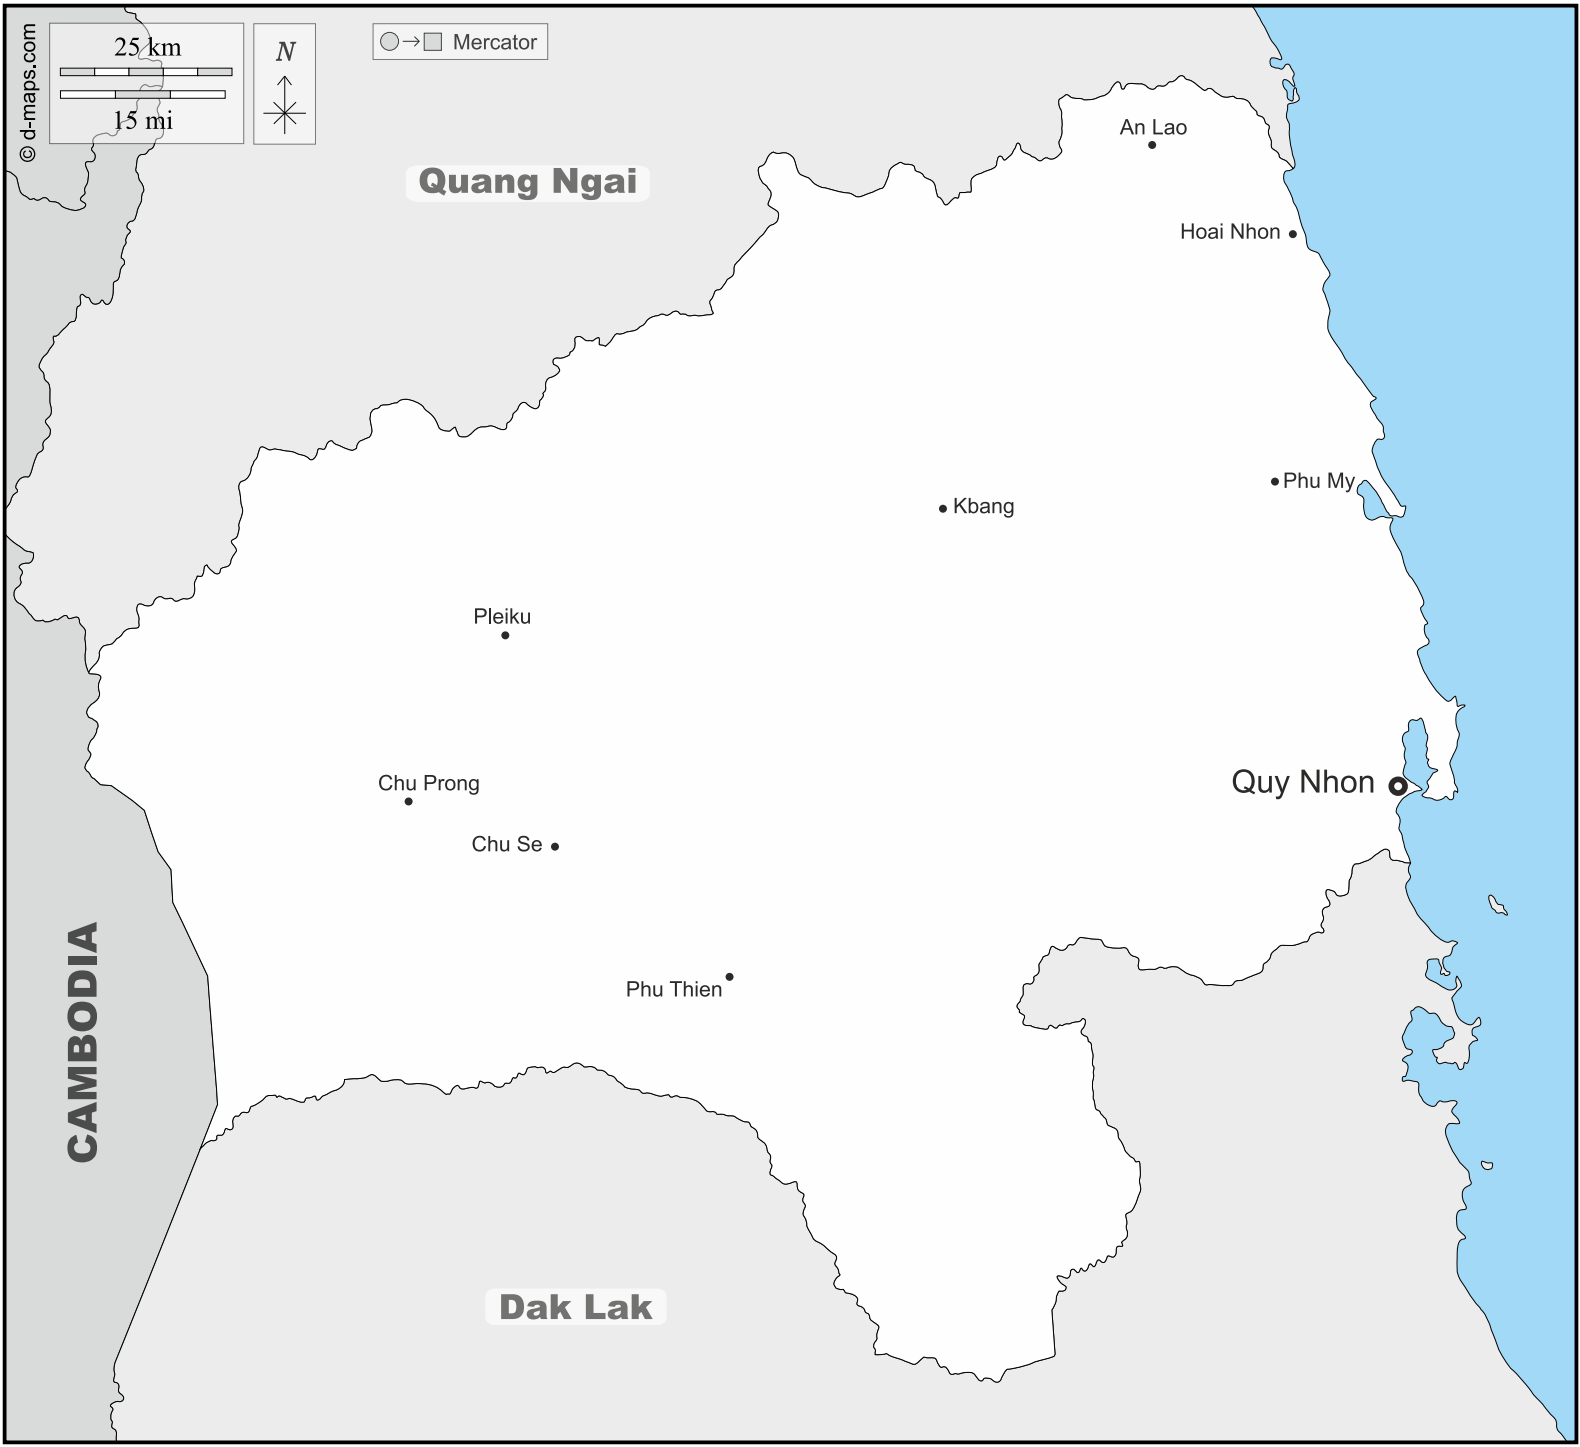 © d-maps.com
25 km
15 mi
N
Mercator
Quang Ngai
An Lao
Hoai Nhon
Phu My
Kbang
Pleiku
Chu Prong
Quy Nhon
Chu Se
Phu Thien
CAMBODIA
Dak Lak